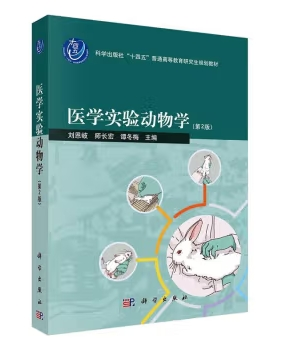 科学出版社“十四五”普通高等教育研究生规划教材
医学实验动物学(第2版)
刘恩岐 师长宏 谭冬梅 主编
科学出版社
医学实验动物学(第2版)
科学出版社